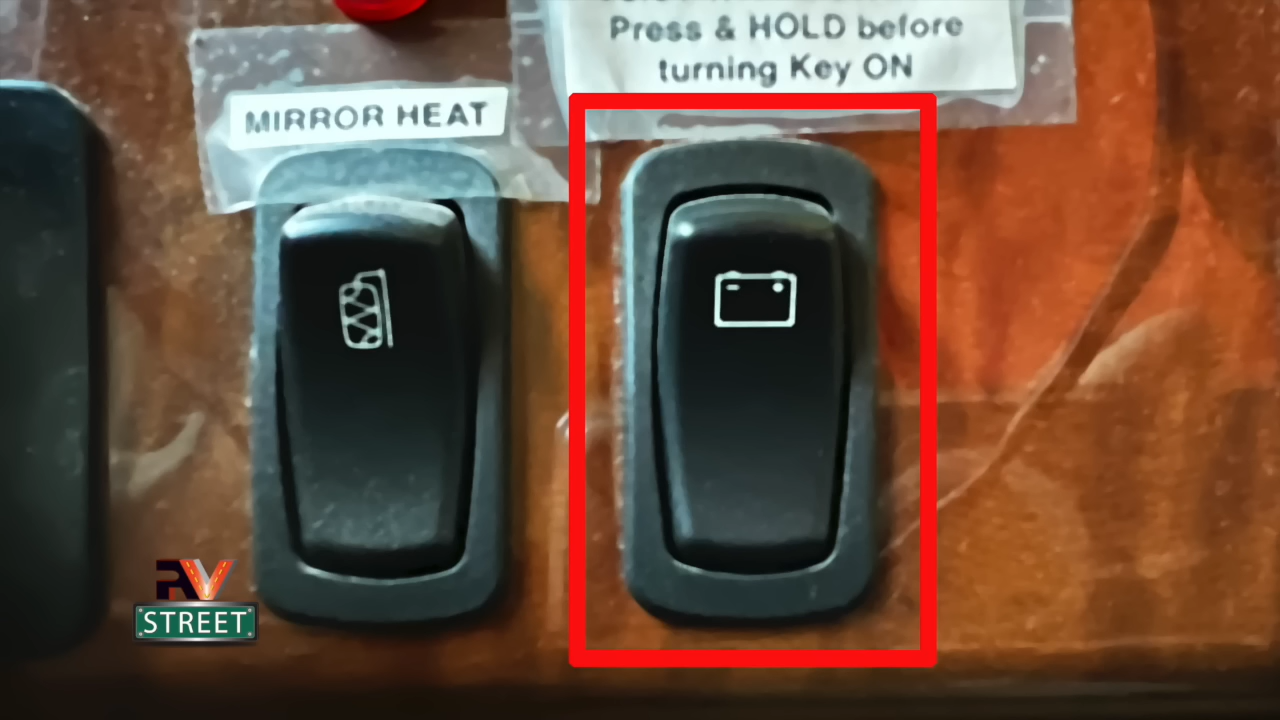 Press & HOLD before
turning Key ON
MIRROR HEAT
RV
STREET